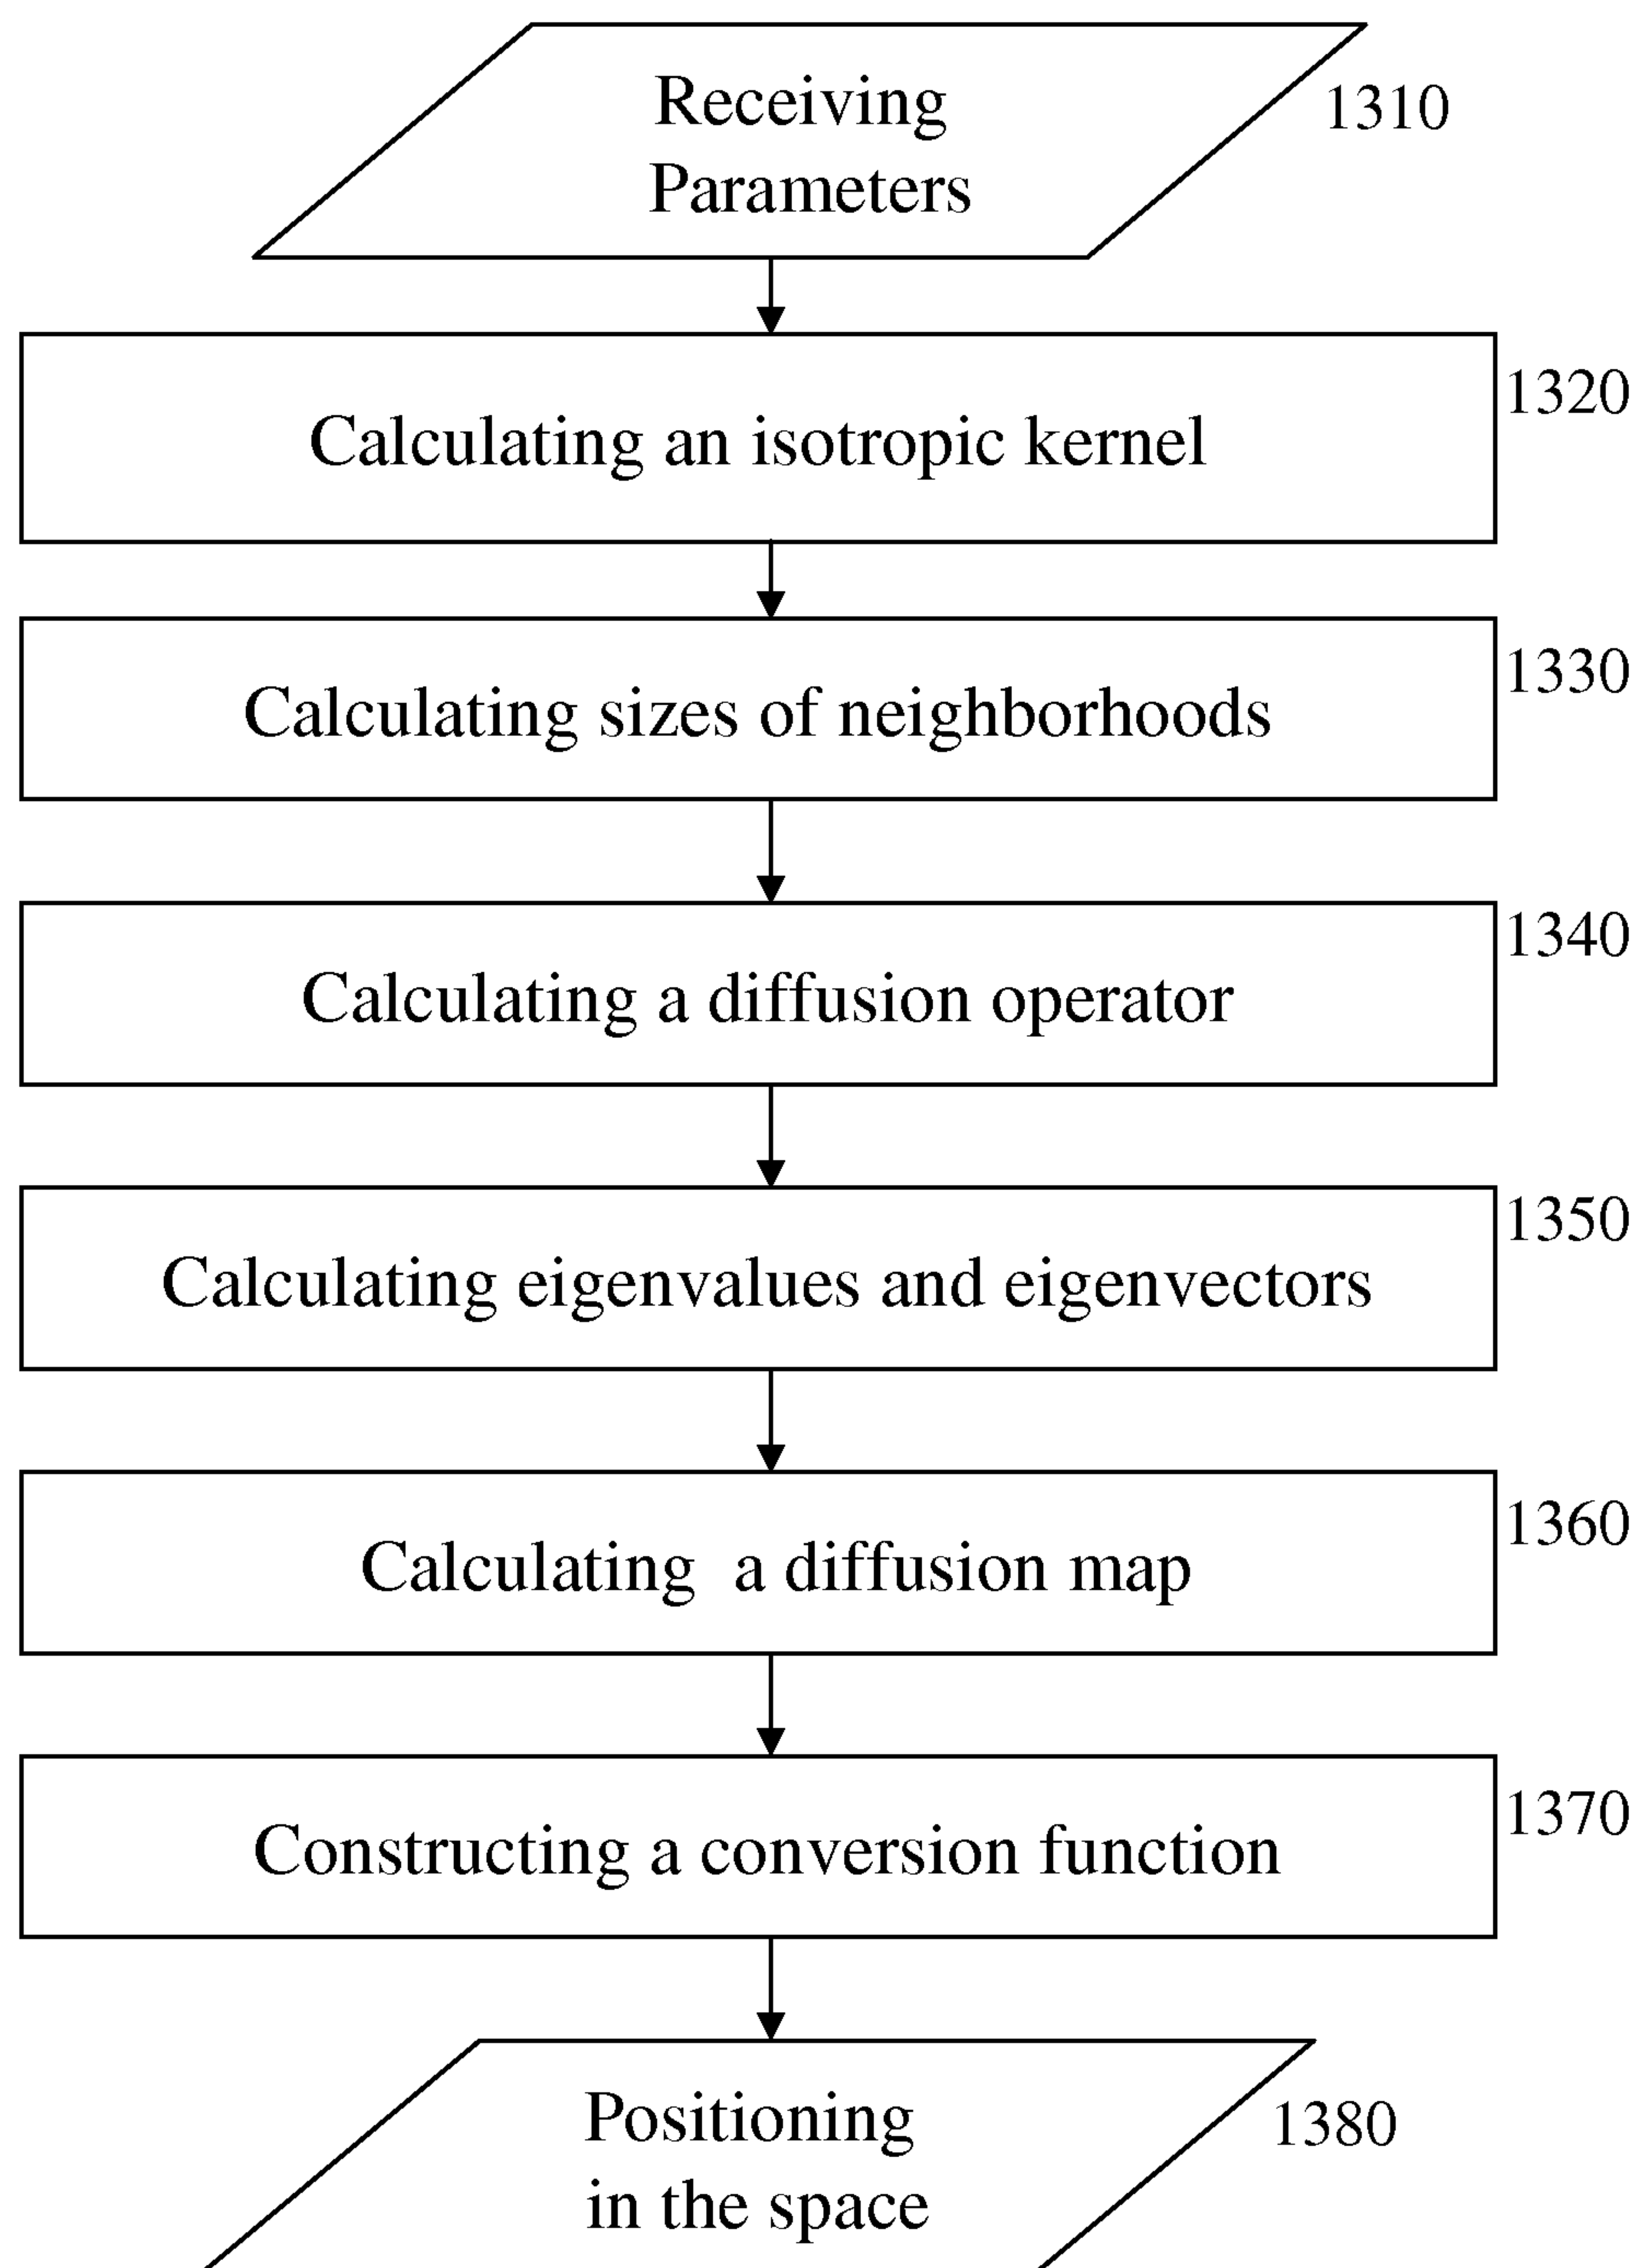 Receiving
Parameters
1310
Calculating an isotropic kernel
1320
Calculating sizes of neighborhoods
1330
Calculating a diffusion operator
1340
Calculating eigenvalues and eigenvectors
1350
Calculating a diffusion map
1360
Constructing a conversion function
1370
Positioning
in the space
1380